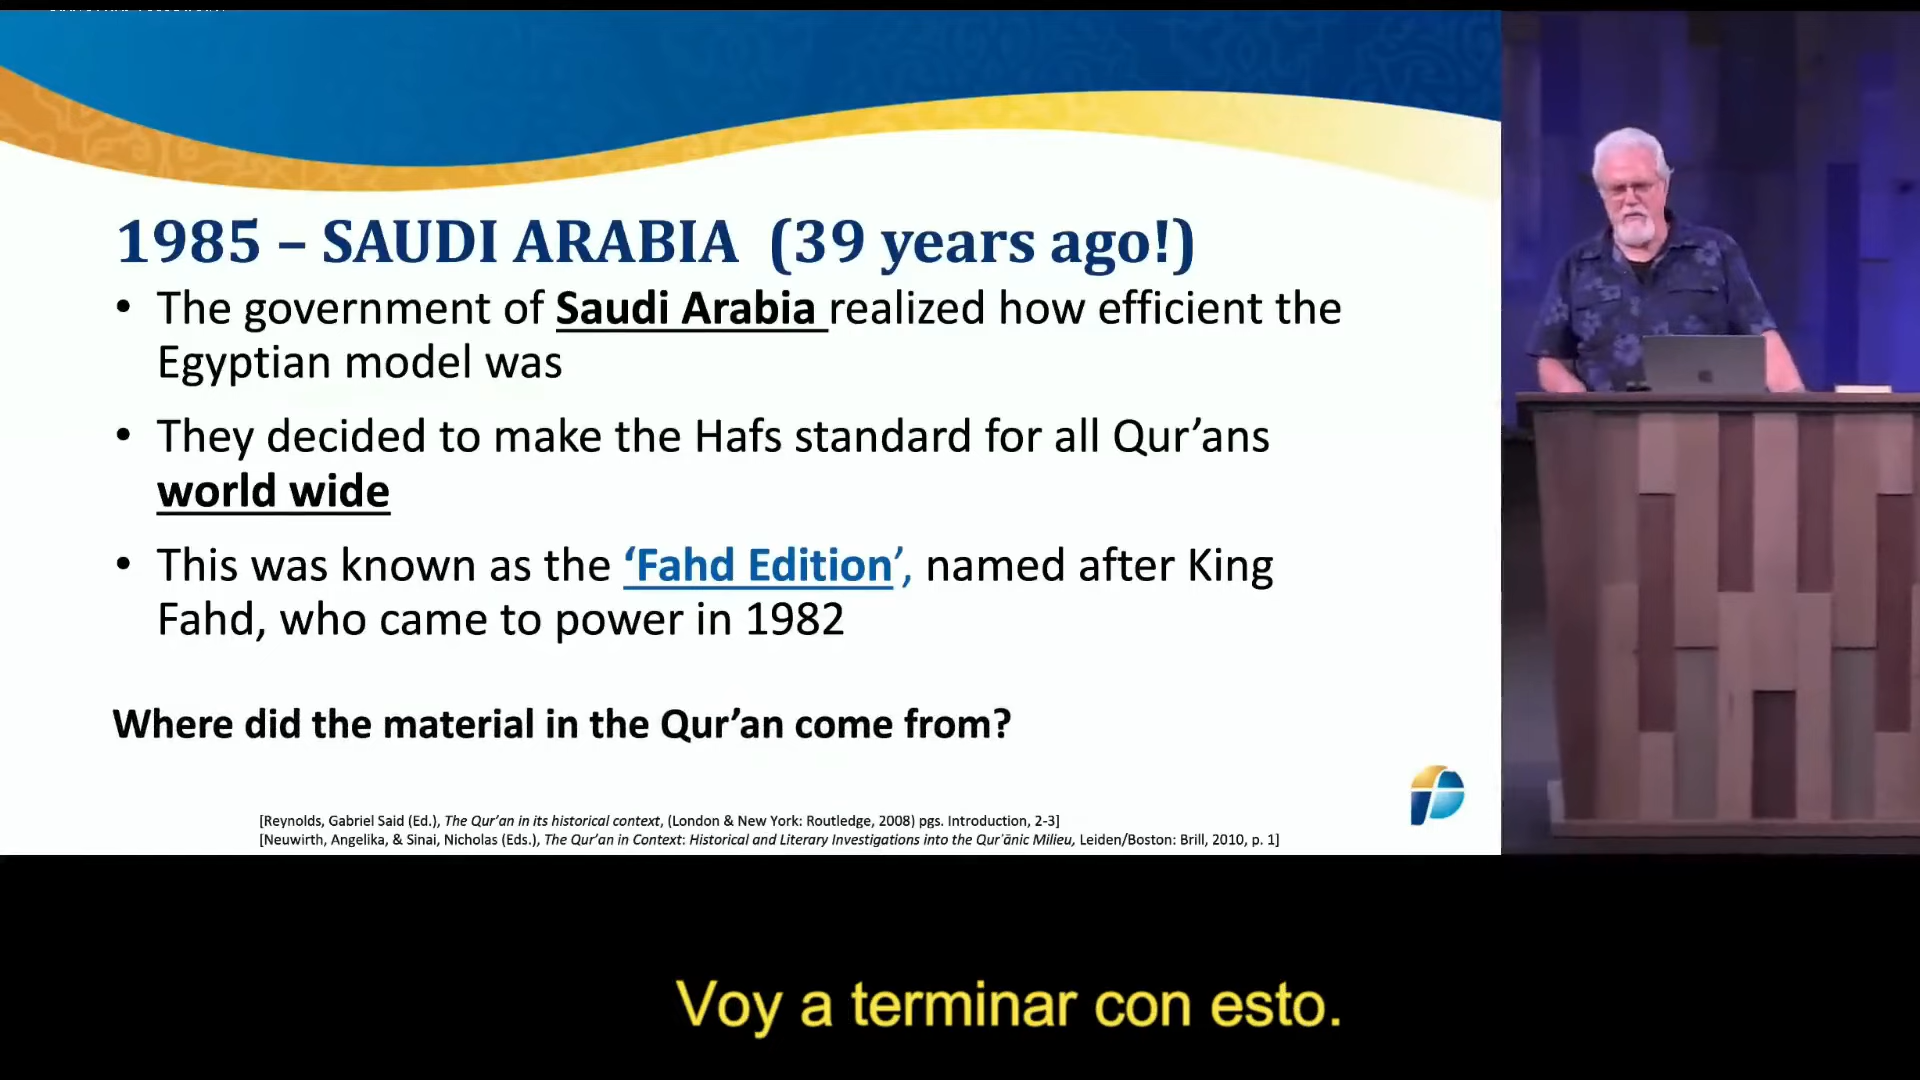 1985 – SAUDI ARABIA (39 years ago!)
• The government of Saudi Arabia realized how efficient the
Egyptian model was
• They decided to make the Hafs standard for all Qur’ans
world wide
• This was known as the ‘Fahd Edition’, named after King
Fahd, who came to power in 1982
Where did the material in the Qur’an come from?
[Reynolds, Gabriel Said (Ed.), The Qur’an in its historical context, (London & New York: Routledge, 2008) pgs. Introduction, 2-3]
[Neuwirth, Angelika, & Sinai, Nicholas (Eds.), The Qur’an in Context: Historical and Literary Investigations into the Qurʾānic Milieu, Leiden/Boston: Brill, 2010, p. 1]
Voy a terminar con esto.